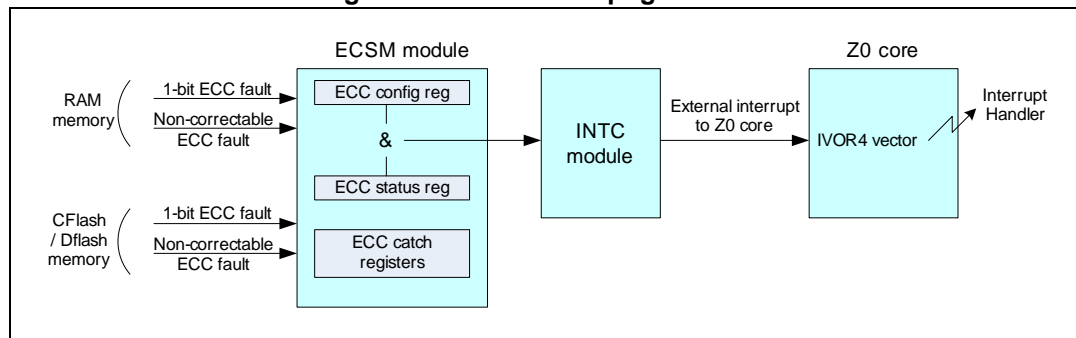 ECSM module
Z0 core
RAM
memory
1-bit ECC fault
Non-correctable
ECC fault
CFlash
/ Dflash
memory
1-bit ECC fault
Non-correctable
ECC fault
ECC config reg
&
ECC status reg
ECC catch
registers
INTC
module
External interrupt
to Z0 core
IVOR4 vector
Interrupt
Handler